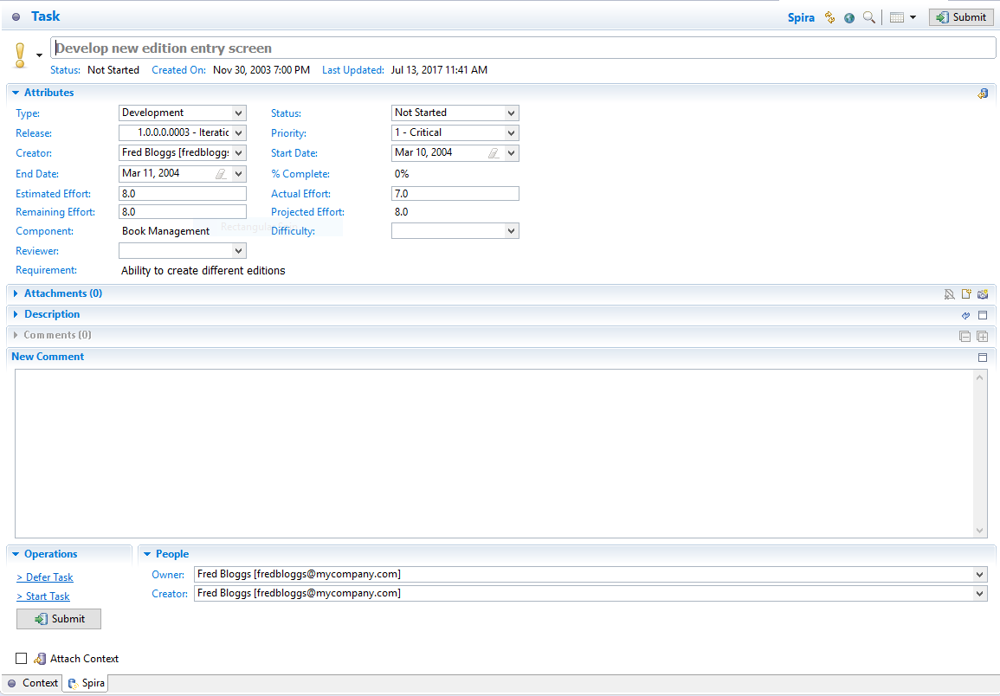 Task Spira Submit
Develop new edition entry screen
Status: Not Started Created On: Nov 30, 2003 7:00 PM Last Updated: Jul 13, 2017 11:41 AM
Attributes
Type: Development Status: Not Started
Release: 1.0.0.0.0003 - Iteratic Priority: 1 - Critical
Creator: Fred Bloggs [fredbloggs Start Date: Mar 10, 2004
End Date: Mar 11, 2004 % Complete: 0%
Estimated Effort: 8.0 Actual Effort: 7.0
Remaining Effort: 8.0 Projected Effort: 8.0
Component: Book Management Difficulty:
Reviewer:
Requirement: Ability to create different editions
Attachments (0)
Description
Comments (0)
New Comment
Operations People
> Defer Task Owner: Fred Bloggs [fredbloggs@mycompany.com]
> Start Task Creator: Fred Bloggs [fredbloggs@mycompany.com]
Submit
Attach Context
Context Spira